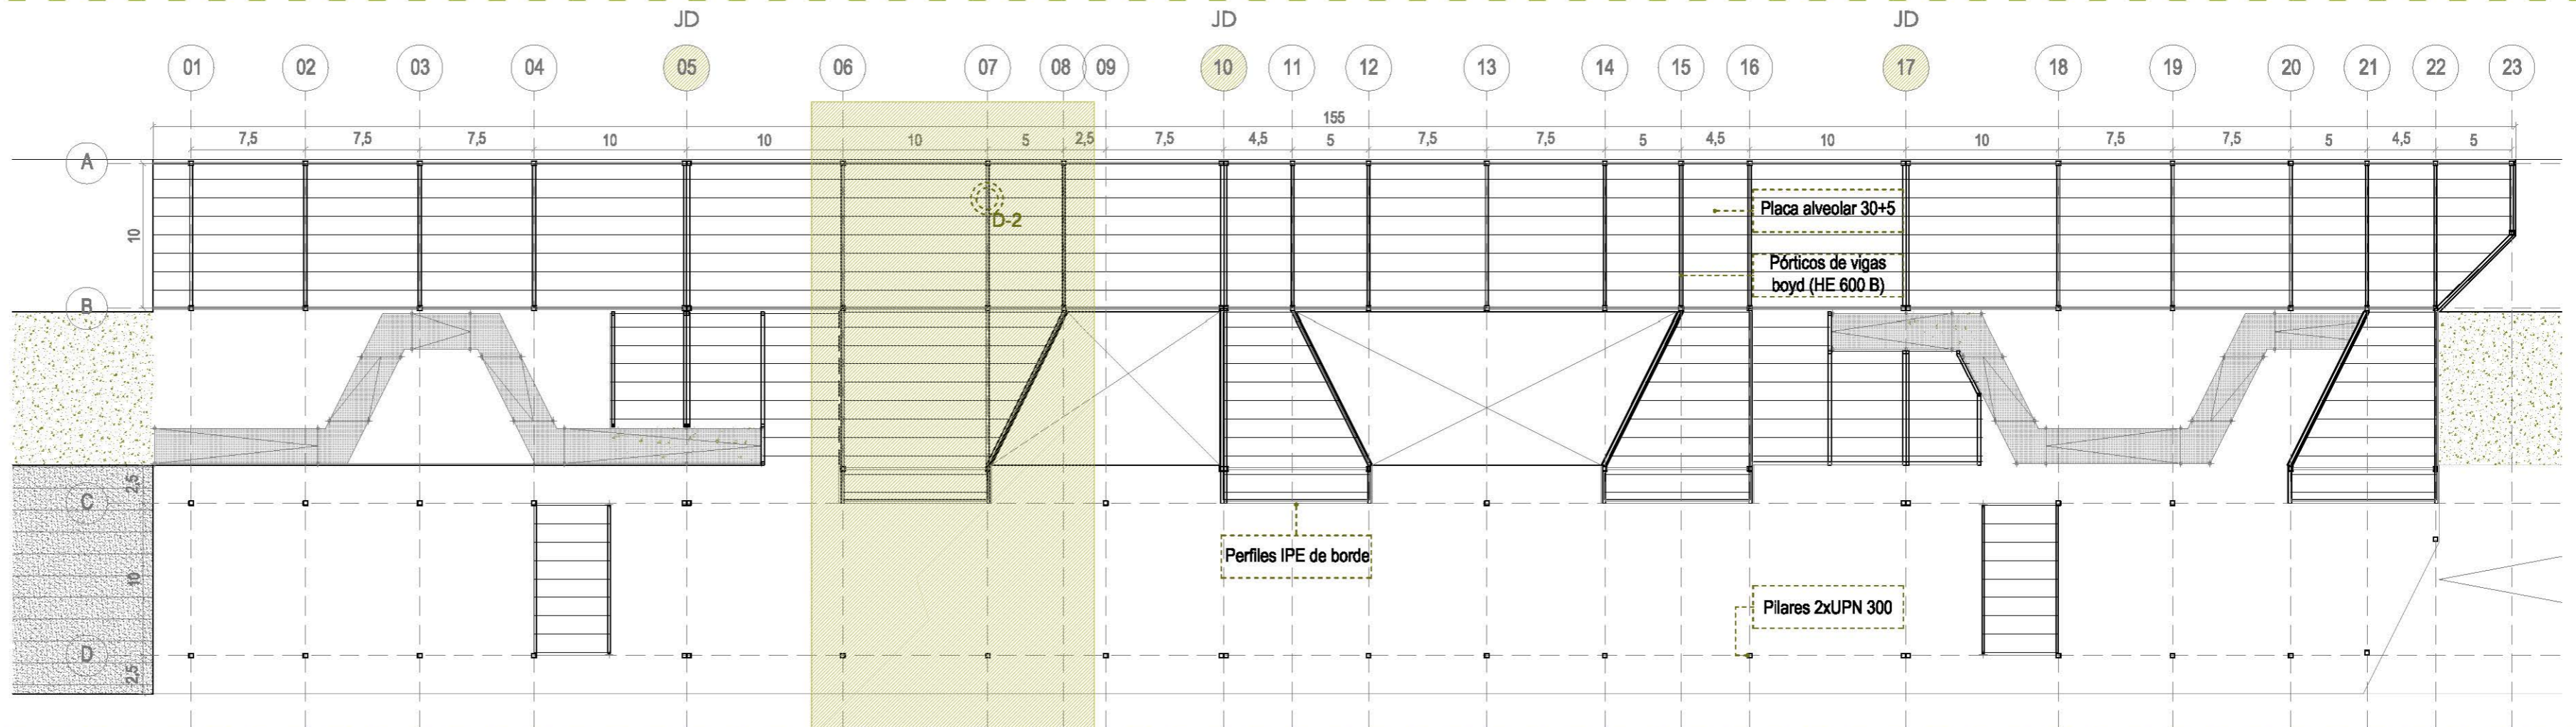 JD JD JD
01 02 03 04 05 06 07 08 09 10 11 12 13 14 15 16 17 18 19 20 21 22 23
155
7,5 7,5 7,5 10 10 10 5 2,5 7,5 4,5 5 7,5 7,5 5 4,5 10 10 7,5 7,5 5 4,5 5
A
D-2
Placa alveolar 30+5
10
Pórticos de vigas
boyd (HE 600 B)
B
2,5
C
Perfiles IPE de borde
10
Pilares 2xUPN 300
D
2,5